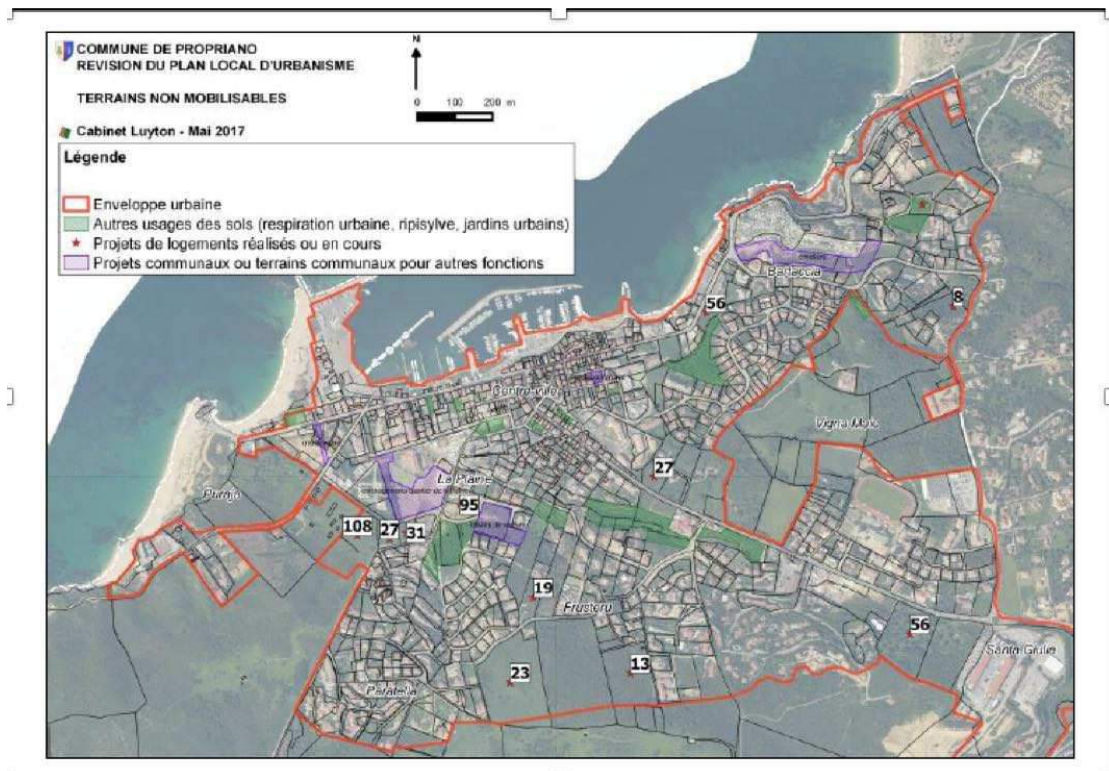 COMMUNE DE PROPRIANO
REVISION DU PLAN LOCAL D'URBANISME
TERRAINS NON MOBILISABLES
Cabinet Luyton - Mai 2017
N
0 100 200 m
Légende
Enveloppe urbaine
Autres usages des sols (respiration urbaine, ripisylve, jardins urbains)
Projets de logements réalisés ou en cours
Projets communaux ou terrains communaux pour autres fonctions
Bartaccia
8
56
Centre-ville
Vigna Maiò
27
La Plaine
Purajo
95
108
27
31
19
Frusteru
56
Santa Giulia
13
23
Paratella